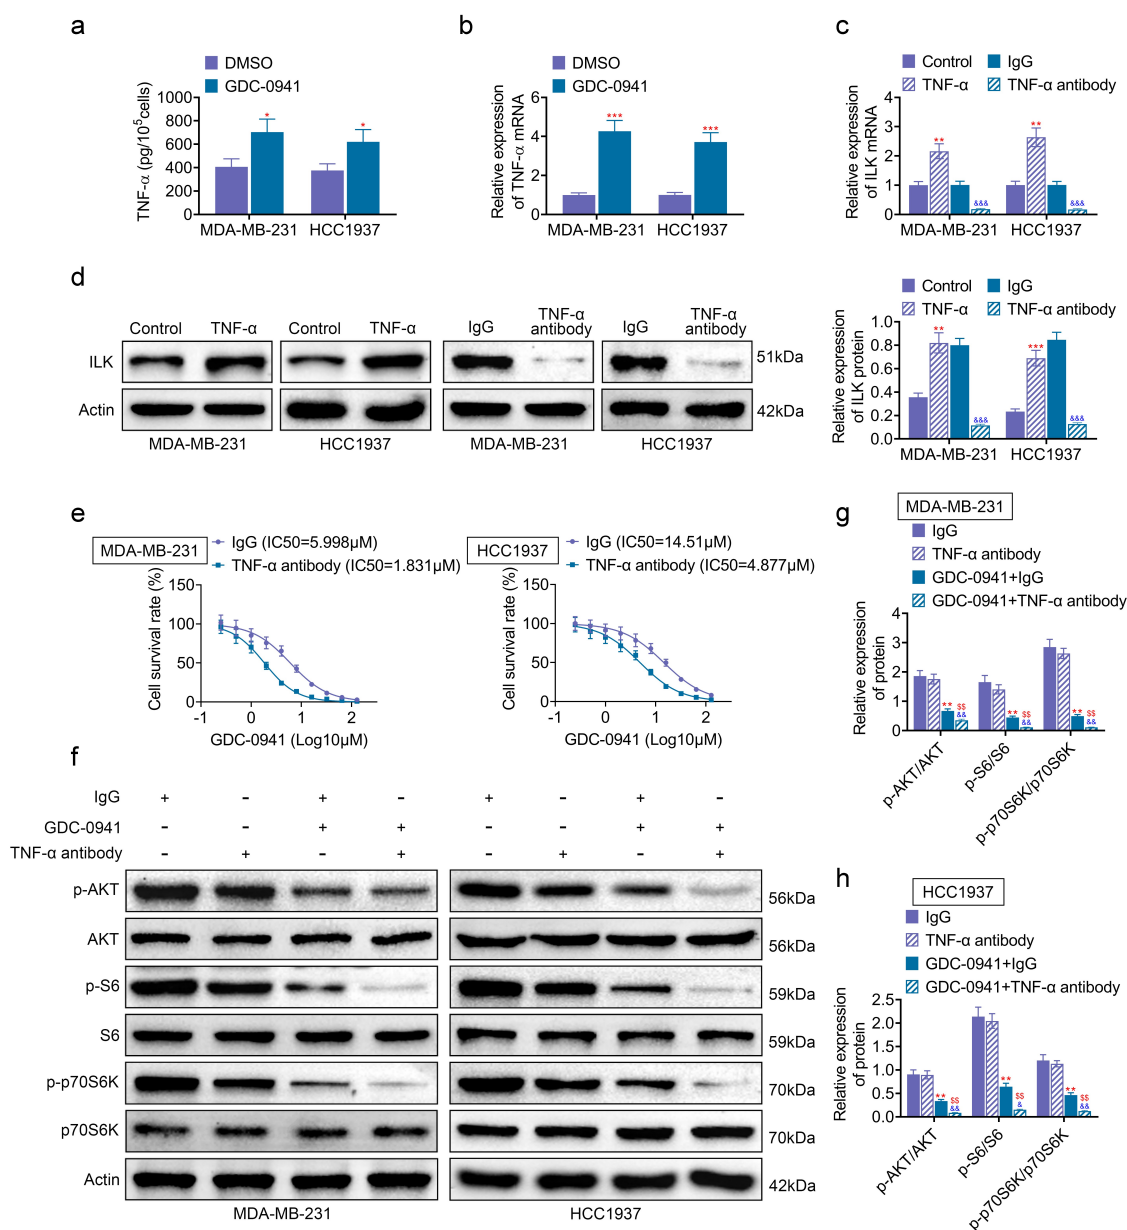 a
DMSO
GDC-0941
TNF-α (pg/10⁵cells)
1000
800
600
400
200
0
*
*
MDA-MB-231 HCC1937
b
DMSO
GDC-0941
Relative expression
of TNF-α mRNA
6
4
2
0
***
***
MDA-MB-231 HCC1937
c
Control IgG
TNF-α TNF-α antibody
Relative expression
of ILK mRNA
4
3
2
1
0
**
&&&
**
&&&
MDA-MB-231 HCC1937
d
Control TNF-α Control TNF-α IgG TNF-α antibody IgG TNF-α antibody
ILK 51kDa
Actin 42kDa
MDA-MB-231 HCC1937 MDA-MB-231 HCC1937
Control IgG
TNF-α TNF-α antibody
Relative expression
of ILK protein
1.0
0.8
0.6
0.4
0.2
0.0
**
&&&
***
&&&
MDA-MB-231 HCC1937
e
MDA-MB-231
IgG (IC50=5.998μM)
TNF-α antibody (IC50=1.831μM)
Cell survival rate (%)
150
100
50
0
-1 0 1 2
GDC-0941 (Log10μM)
HCC1937
IgG (IC50=14.51μM)
TNF-α antibody (IC50=4.877μM)
Cell survival rate (%)
150
100
50
0
-1 0 1 2
GDC-0941 (Log10μM)
f
IgG + - + - + - + -
GDC-0941 - - + + - - + +
TNF-α antibody - + - + - + - +
p-AKT 56kDa
AKT 56kDa
p-S6 59kDa
S6 59kDa
p-p70S6K 70kDa
p70S6K 70kDa
Actin 42kDa
MDA-MB-231 HCC1937
g
MDA-MB-231
IgG
TNF-α antibody
GDC-0941+IgG
GDC-0941+TNF-α antibody
Relative expression
of protein
4
3
2
1
0
** $$ && ** $$ && ** $$ &&
p-AKT/AKT
p-S6/S6
p-p70S6K/p70S6K
h
HCC1937
IgG
TNF-α antibody
GDC-0941+IgG
GDC-0941+TNF-α antibody
Relative expression
of protein
2.5
2.0
1.5
1.0
0.5
0.0
** $$ && ** $$ & ** $$ &&
p-AKT/AKT
p-S6/S6
p-p70S6K/p70S6K